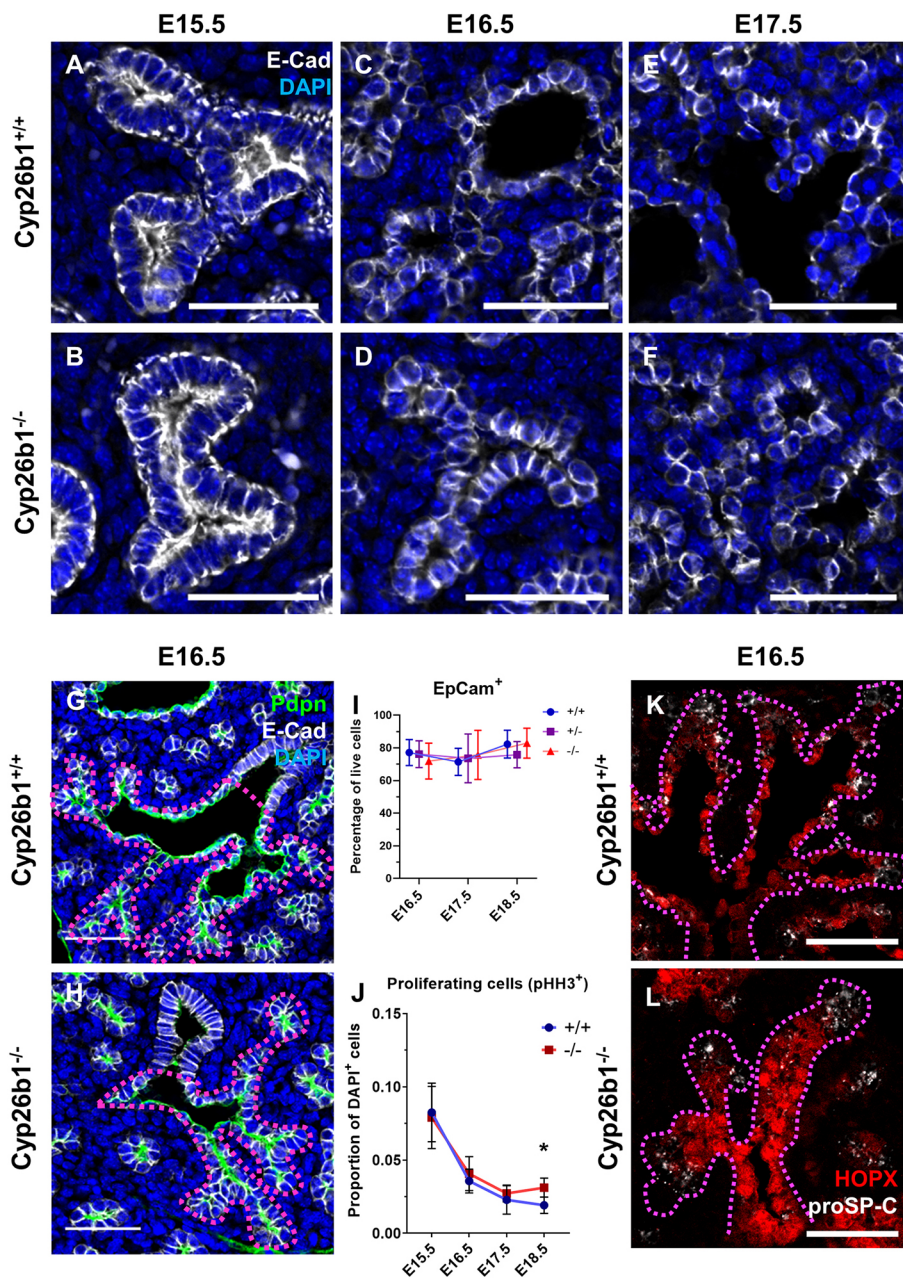 E15.5 E16.5 E17.5
Cyp26b1+/+
A E-Cad
DAPI
C
E
Cyp26b1-/-
B
D
F
E16.5
Cyp26b1+/+
G Pdpn
E-Cad
DAPI
Cyp26b1-/-
H
I EpCam+
Percentage of live cells
100
80
60
40
20
0
E16.5 E17.5 E18.5
+/+
+/-
-/-
J Proliferating cells (pHH3+)
Proportion of DAPI+ cells
0.15
0.10
0.05
0.00
E15.5 E16.5 E17.5 E18.5
+/+
-/-
*
E16.5
Cyp26b1+/+
K
Cyp26b1-/-
L
HOPX
proSP-C